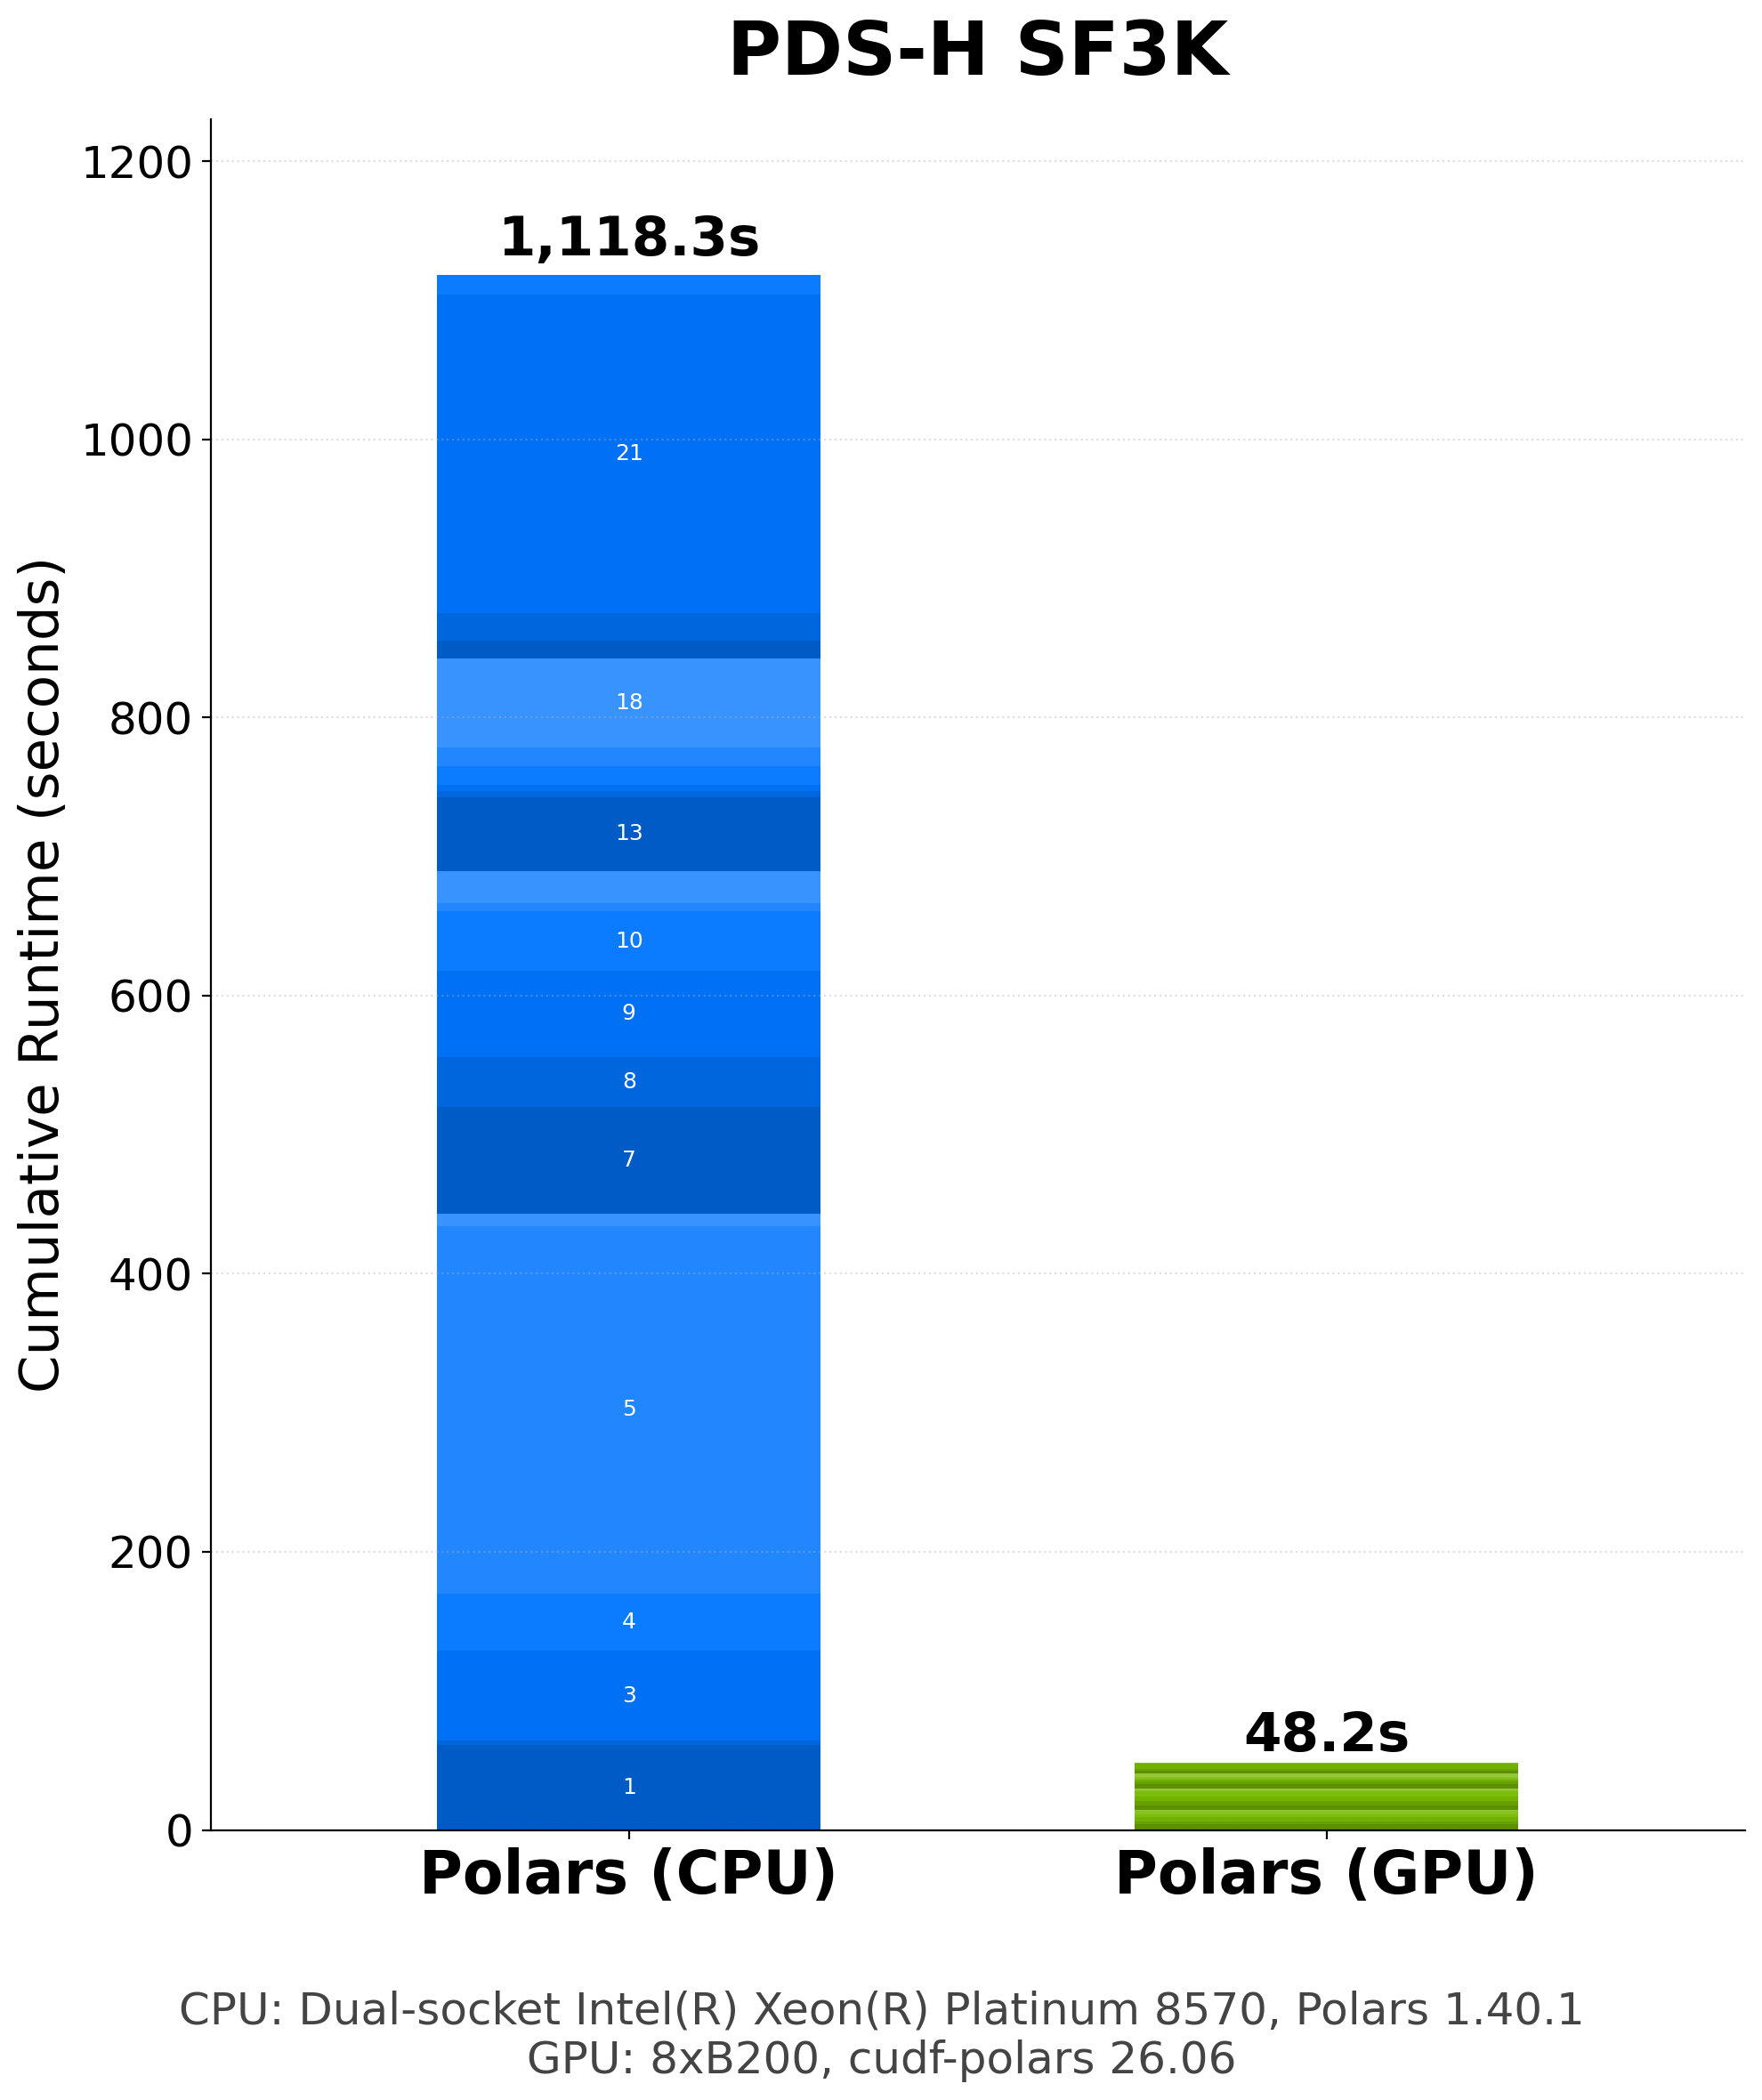 PDS-H SF3K
Cumulative Runtime (seconds)
1200
1000
800
600
400
200
0
1,118.3s
21
18
13
10
9
8
7
5
4
3
1
48.2s
Polars (CPU)
Polars (GPU)
CPU: Dual-socket Intel(R) Xeon(R) Platinum 8570, Polars 1.40.1
GPU: 8xB200, cudf-polars 26.06